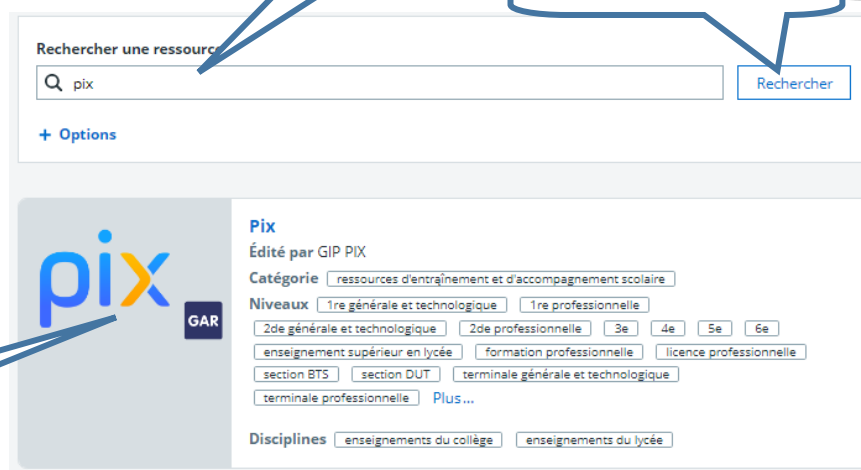 Rechercher une ressource
pix
Rechercher
+ Options
pix
GAR
Pix
Édité par GIP PIX
Catégorie ressources d'entraînement et d'accompagnement scolaire
Niveaux 1re générale et technologique 1re professionnelle
2de générale et technologique 2de professionnelle 3e 4e 5e 6e
enseignement supérieur en lycée formation professionnelle licence professionnelle
section BTS section DUT terminale générale et technologique
terminale professionnelle Plus...
Disciplines enseignements du collège enseignements du lycée